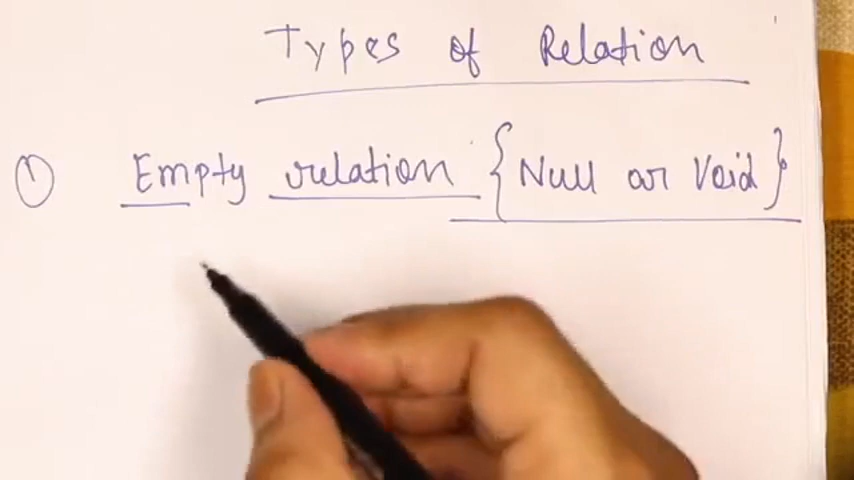 Types of Relation
① Empty relation {Null or Void}